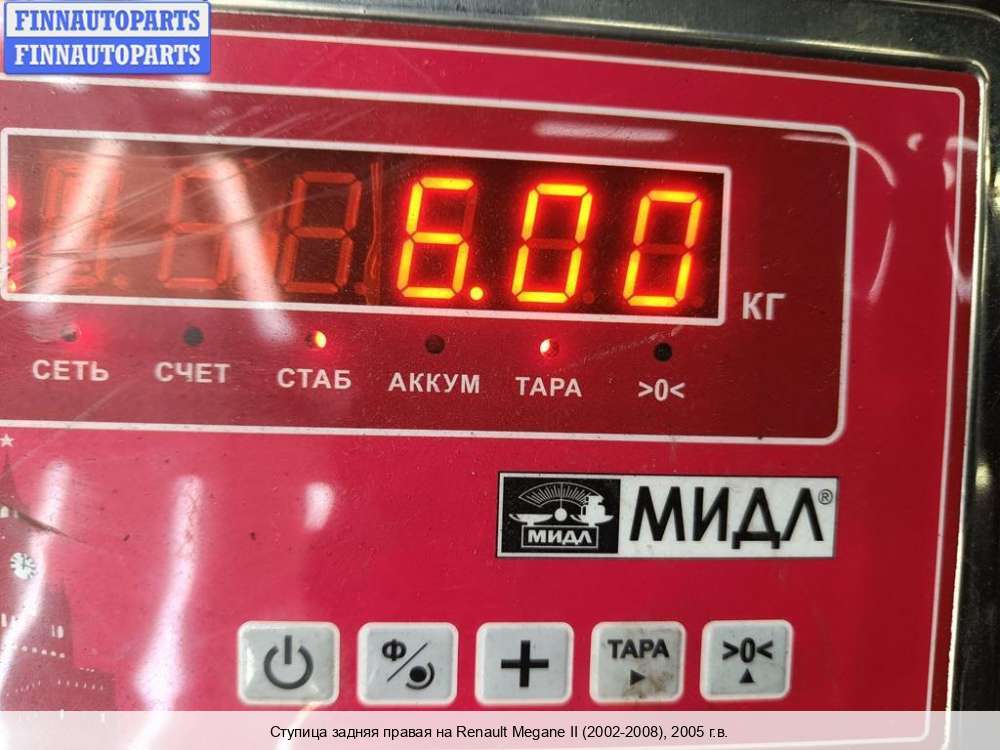 FINNAUTOPARTS
FINNAUTOPARTS
6.00
КГ
СЕТЬ СЧЕТ СТАБ АККУМ ТАРА >0<
МИДЛ МИДЛ®
Ф ТАРА >0<
Ступица задняя правая на Renault Megane II (2002-2008), 2005 г.в.